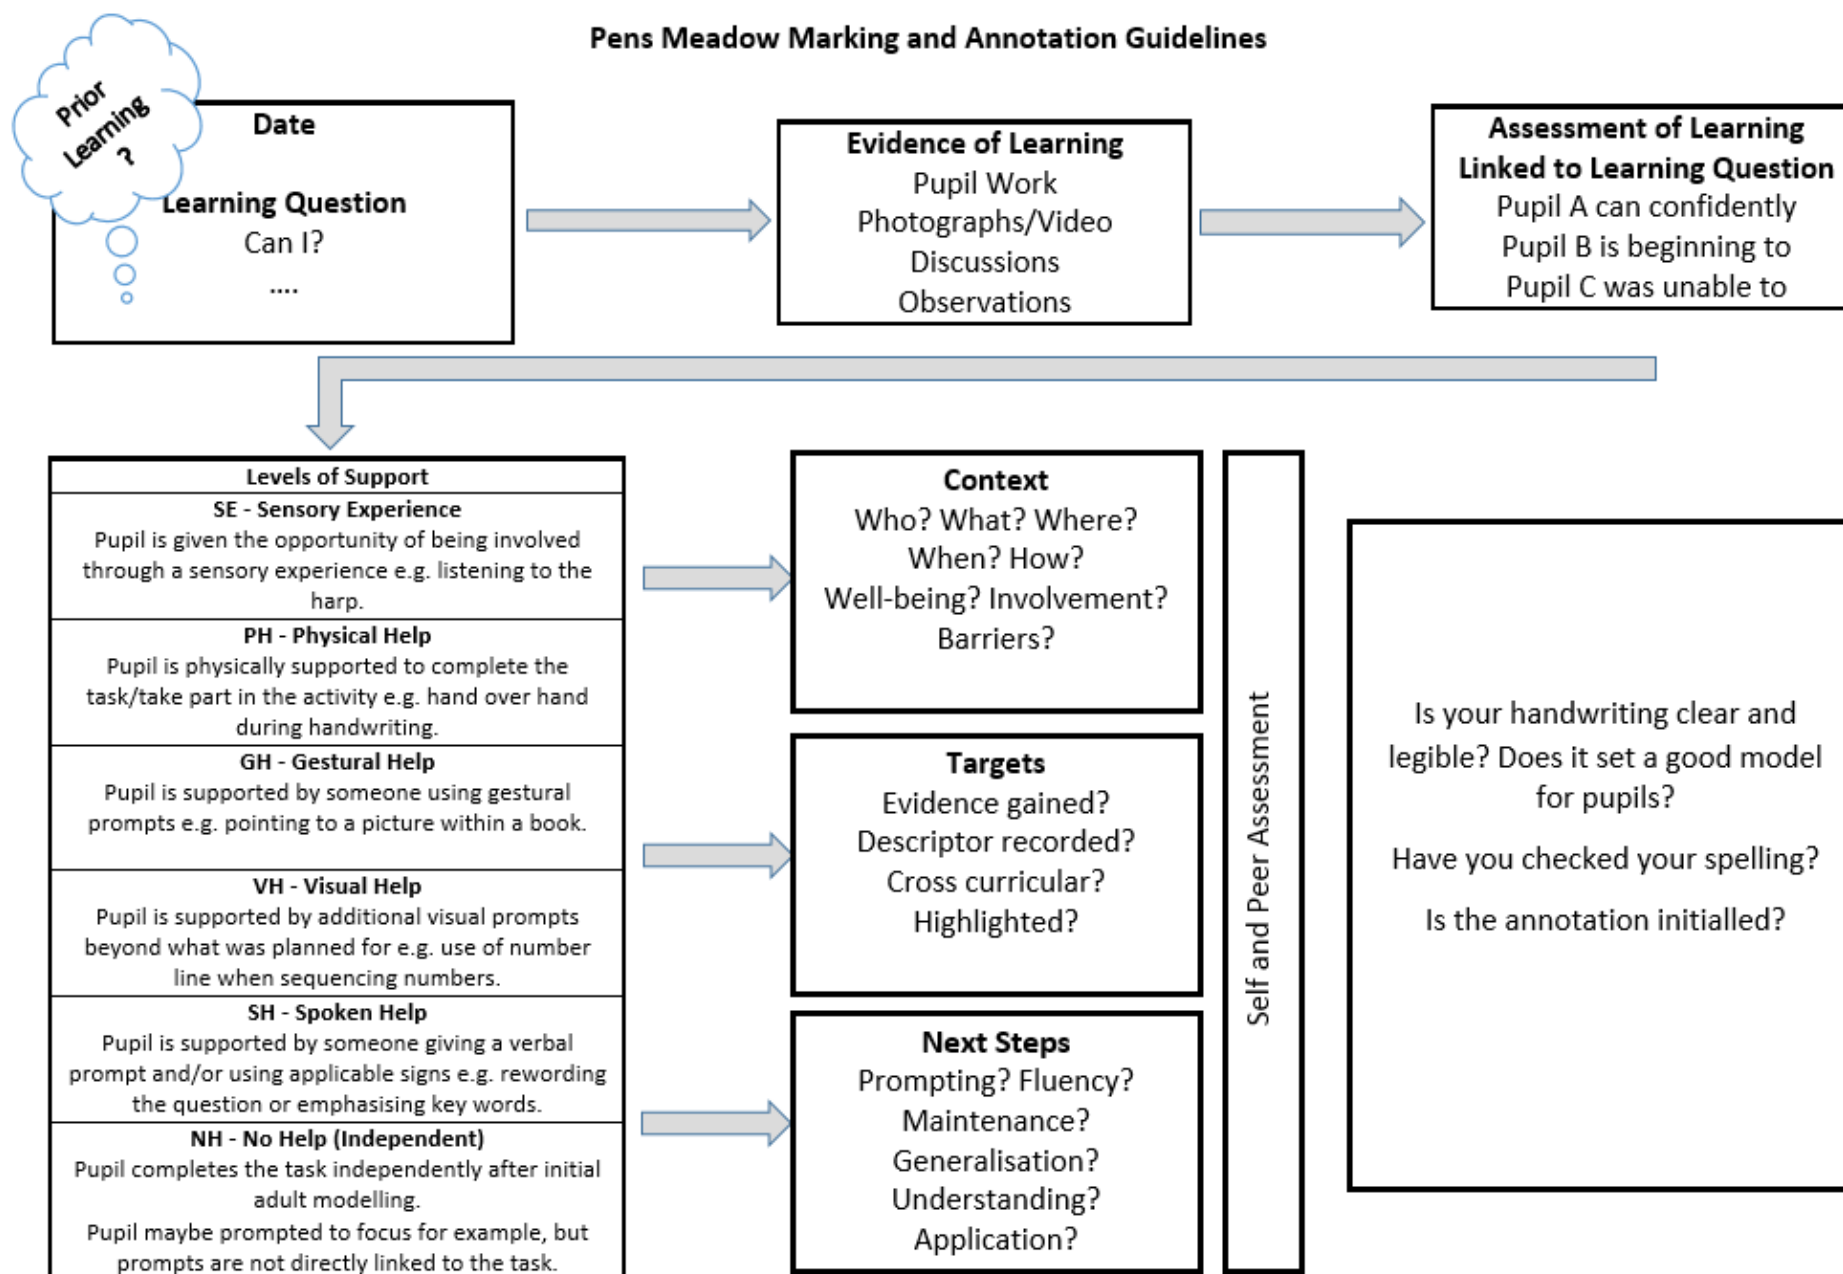 Pens Meadow Marking and Annotation Guidelines
Prior
Learning
?
Date
Learning Question
Can I?
....
Evidence of Learning
Pupil Work
Photographs/Video
Discussions
Observations
Assessment of Learning
Linked to Learning Question
Pupil A can confidently
Pupil B is beginning to
Pupil C was unable to
Levels of Support
SE - Sensory Experience
Pupil is given the opportunity of being involved
through a sensory experience e.g. listening to the
harp.
PH - Physical Help
Pupil is physically supported to complete the
task/take part in the activity e.g. hand over hand
during handwriting.
GH - Gestural Help
Pupil is supported by someone using gestural
prompts e.g. pointing to a picture within a book.
VH - Visual Help
Pupil is supported by additional visual prompts
beyond what was planned for e.g. use of number
line when sequencing numbers.
SH - Spoken Help
Pupil is supported by someone giving a verbal
prompt and/or using applicable signs e.g. rewording
the question or emphasising key words.
NH - No Help (Independent)
Pupil completes the task independently after initial
adult modelling.
Pupil maybe prompted to focus for example, but
prompts are not directly linked to the task.
Context
Who? What? Where?
When? How?
Well-being? Involvement?
Barriers?
Targets
Evidence gained?
Descriptor recorded?
Cross curricular?
Highlighted?
Next Steps
Prompting? Fluency?
Maintenance?
Generalisation?
Understanding?
Application?
Self and Peer Assessment
Is your handwriting clear and
legible? Does it set a good model
for pupils?
Have you checked your spelling?
Is the annotation initialled?